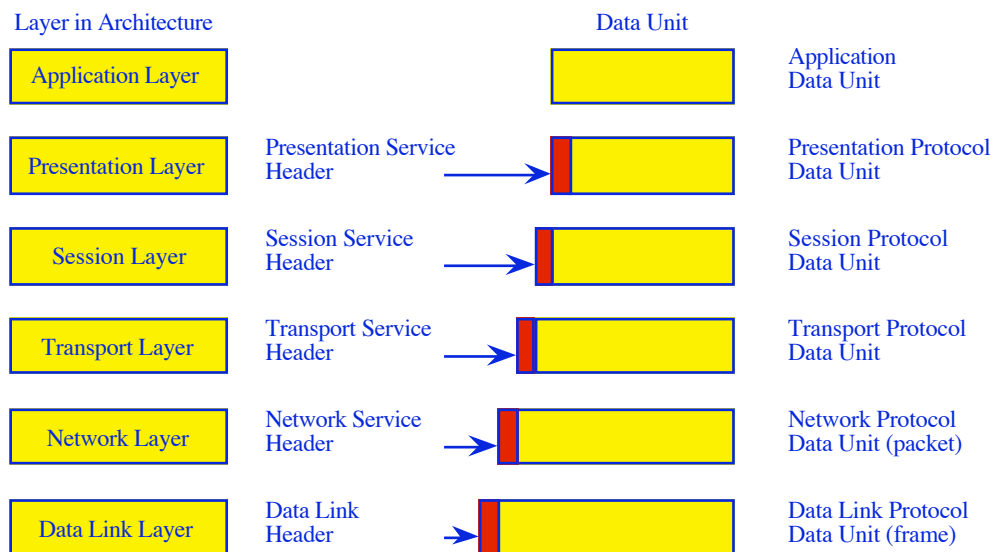 Layer in Architecture
Data Unit
Application Layer
Application
Data Unit
Presentation Layer
Presentation Service
Header
Presentation Protocol
Data Unit
Session Layer
Session Service
Header
Session Protocol
Data Unit
Transport Layer
Transport Service
Header
Transport Protocol
Data Unit
Network Layer
Network Service
Header
Network Protocol
Data Unit (packet)
Data Link Layer
Data Link
Header
Data Link Protocol
Data Unit (frame)